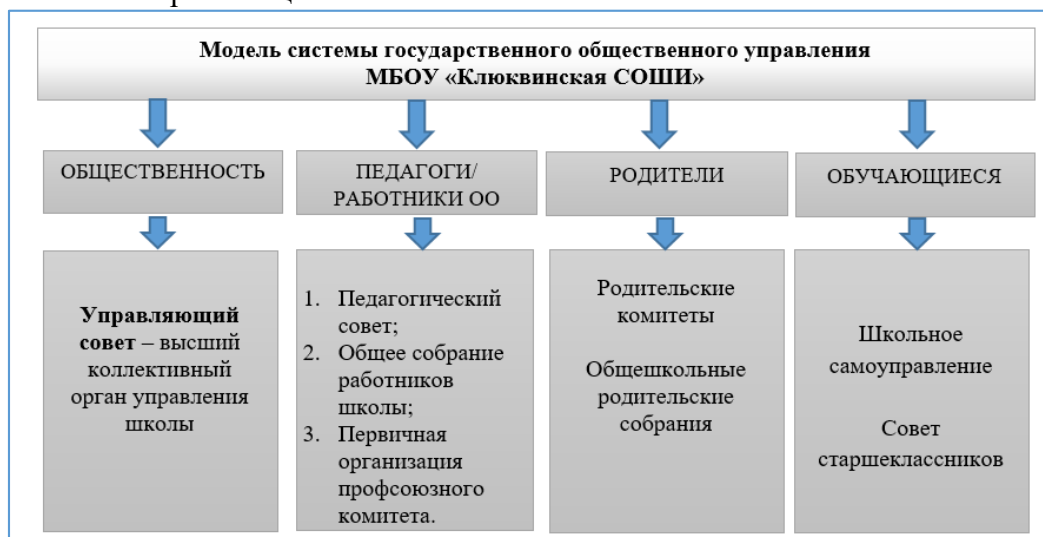 Модель системы государственного общественного управления
МБОУ «Клюквинская СОШИ»
ОБЩЕСТВЕННОСТЬ
ПЕДАГОГИ/
РАБОТНИКИ ОО
РОДИТЕЛИ
ОБУЧАЮЩИЕСЯ
Управляющий
совет – высший
коллективный
орган управления
школы
1. Педагогический
совет;
2. Общее собрание
работников
школы;
3. Первичная
организация
профсоюзного
комитета.
Родительские
комитеты
Общешкольные
родительские
собрания
Школьное
самоуправление
Совет
старшеклассников